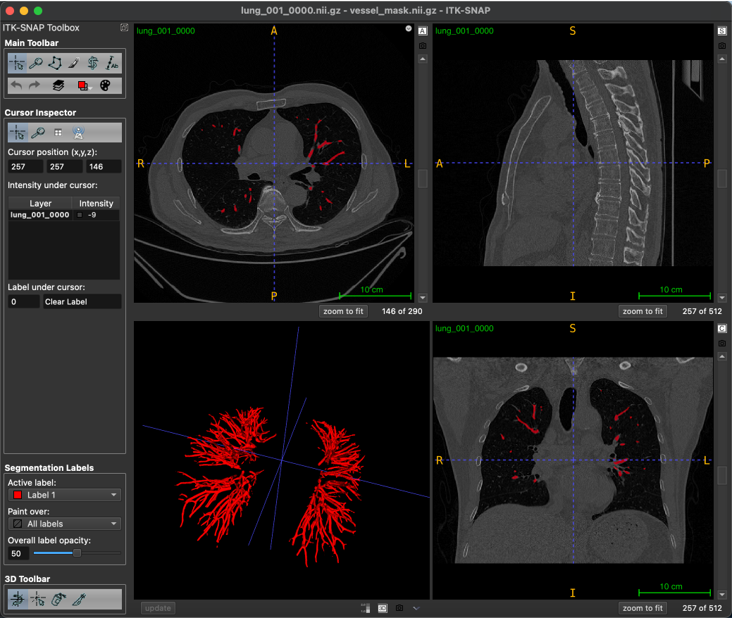 lung_001_0000.nii.gz - vessel_mask.nii.gz - ITK-SNAP
ITK-SNAP Toolbox
Main Toolbar
Cursor Inspector
Cursor position (x,y,z):
257 257 146
Intensity under cursor:
Layer Intensity
lung_001_0000 -9
Label under cursor:
0 Clear Label
Segmentation Labels
Active label:
Label 1
Paint over:
All labels
Overall label opacity:
50
3D Toolbar
lung_001_0000
A
R
L
P
10 cm
zoom to fit 146 of 290
A
lung_001_0000
S
A
P
I
10 cm
zoom to fit 257 of 512
S
update
lung_001_0000
S
R
L
I
10 cm
zoom to fit 257 of 512
C